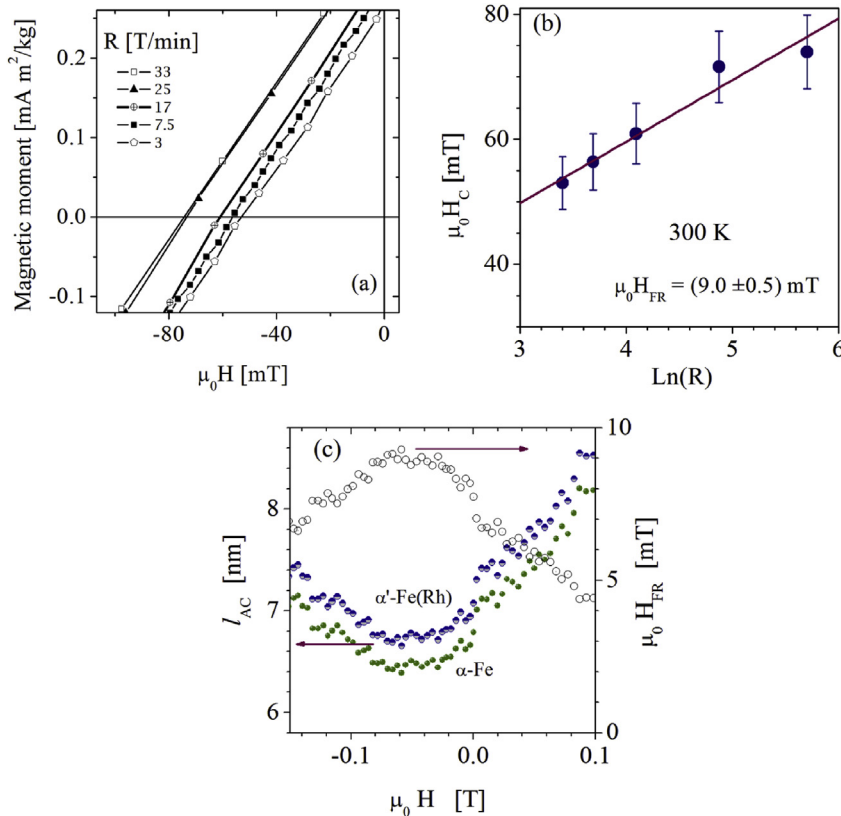 (a)
R [T/min]
33
25
17
7.5
3
0.2
0.1
0.0
-0.1
-80
-40
0
Magnetic moment [mA m²/kg]
μ₀H [mT]
(b)
80
60
40
3
4
5
6
μ₀H_C [mT]
300 K
μ₀H_FR = (9.0 ±0.5) mT
Ln(R)
(c)
8
7
6
10
5
0
-0.1
0.0
0.1
l_AC [nm]
μ₀ H_FR [mT]
α'-Fe(Rh)
α-Fe
μ₀ H [T]